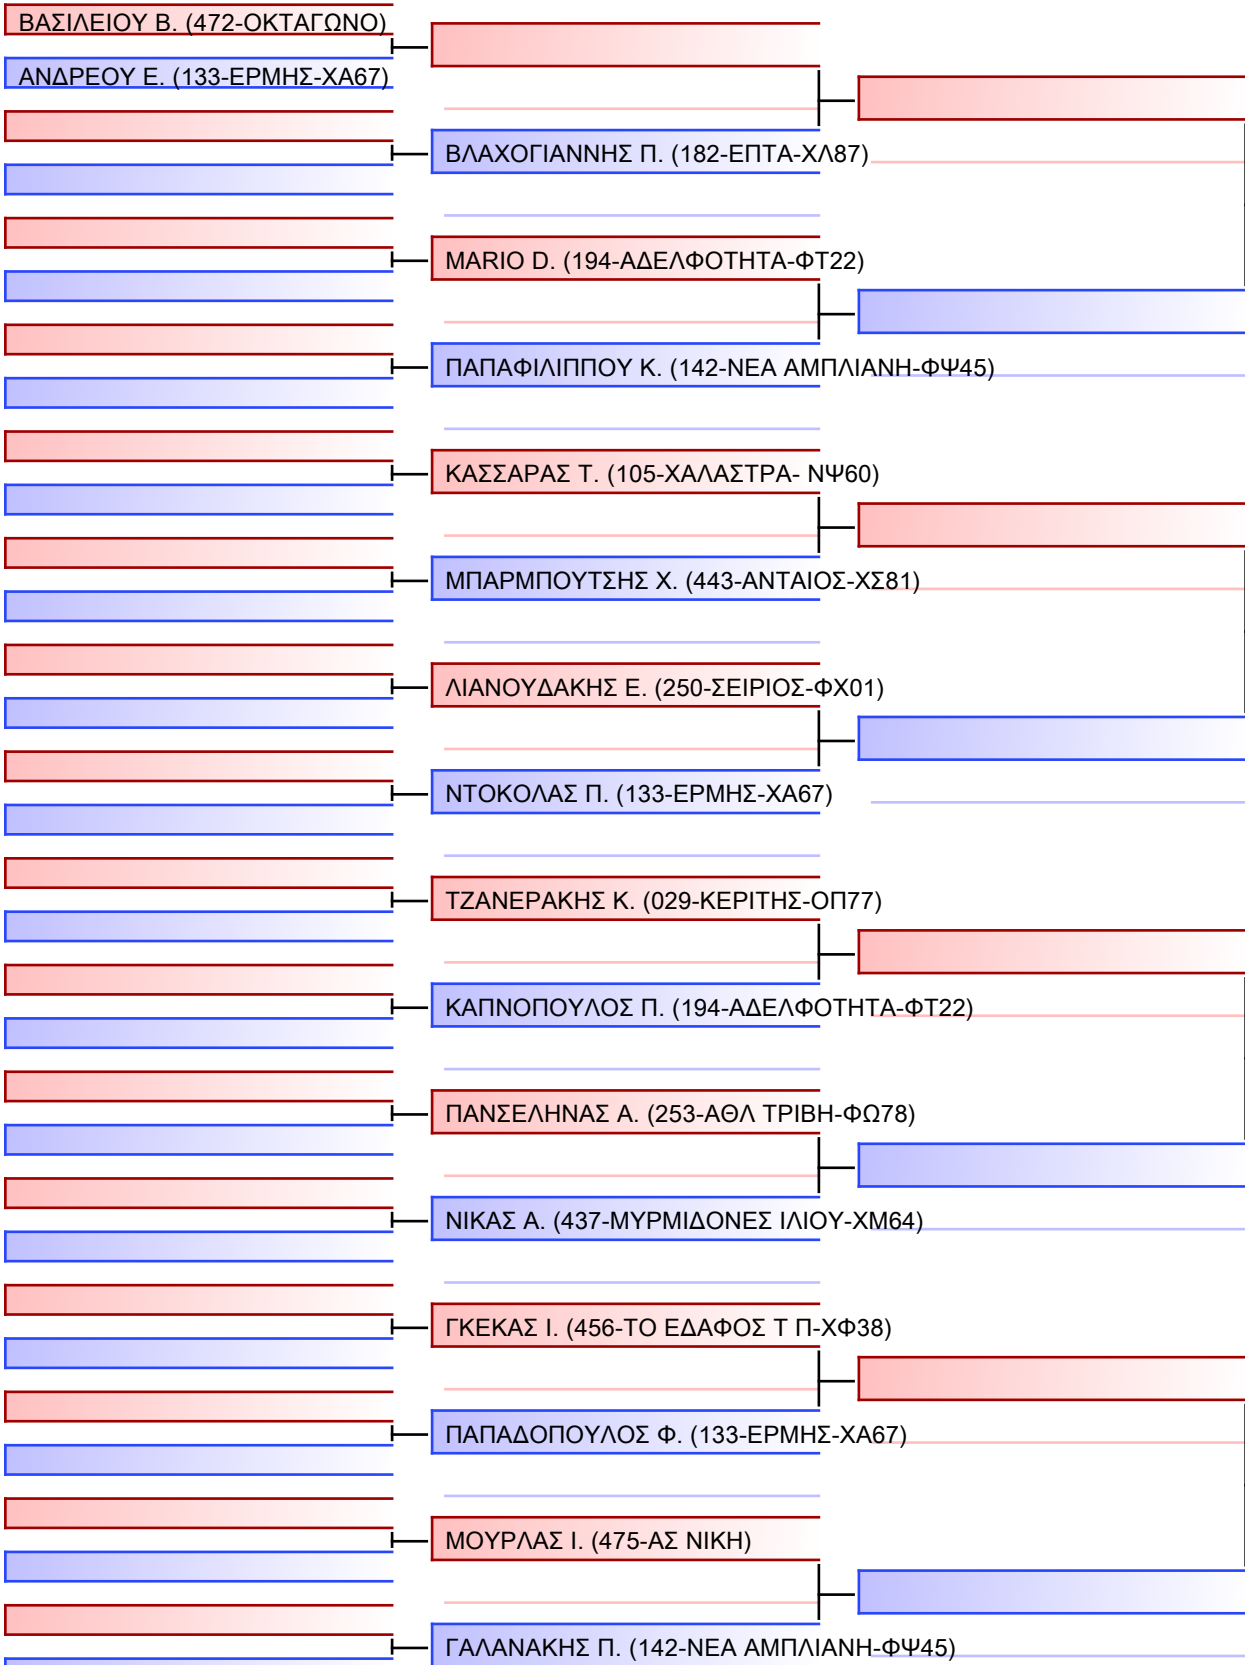 ΒΑΣΙΛΕΙΟΥ Β. (472-ΟΚΤΑΓΩΝΟ)
ΑΝΔΡΕΟΥ Ε. (133-ΕΡΜΗΣ-ΧΑ67)
ΒΛΑΧΟΓΙΑΝΝΗΣ Π. (182-ΕΠΤΑ-ΧΛ87)
MARIO D. (194-ΑΔΕΛΦΟΤΗΤΑ-ΦΤ22)
ΠΑΠΑΦΙΛΙΠΠΟΥ Κ. (142-ΝΕΑ ΑΜΠΛΙΑΝΗ-ΦΨ45)
ΚΑΣΣΑΡΑΣ Τ. (105-ΧΑΛΑΣΤΡΑ- ΝΨ60)
ΜΠΑΡΜΠΟΥΤΣΗΣ Χ. (443-ΑΝΤΑΙΟΣ-ΧΣ81)
ΛΙΑΝΟΥΔΑΚΗΣ Ε. (250-ΣΕΙΡΙΟΣ-ΦΧ01)
ΝΤΟΚΟΛΑΣ Π. (133-ΕΡΜΗΣ-ΧΑ67)
ΤΖΑΝΕΡΑΚΗΣ Κ. (029-ΚΕΡΙΤΗΣ-ΟΠ77)
ΚΑΠΝΟΠΟΥΛΟΣ Π. (194-ΑΔΕΛΦΟΤΗΤΑ-ΦΤ22)
ΠΑΝΣΕΛΗΝΑΣ Α. (253-ΑΘΛ ΤΡΙΒΗ-ΦΩ78)
ΝΙΚΑΣ Α. (437-ΜΥΡΜΙΔΟΝΕΣ ΙΛΙΟΥ-ΧΜ64)
ΓΚΕΚΑΣ Ι. (456-ΤΟ ΕΔΑΦΟΣ Τ Π-ΧΦ38)
ΠΑΠΑΔΟΠΟΥΛΟΣ Φ. (133-ΕΡΜΗΣ-ΧΑ67)
ΜΟΥΡΛΑΣ Ι. (475-ΑΣ ΝΙΚΗ)
ΓΑΛΑΝΑΚΗΣ Π. (142-ΝΕΑ ΑΜΠΛΙΑΝΗ-ΦΨ45)